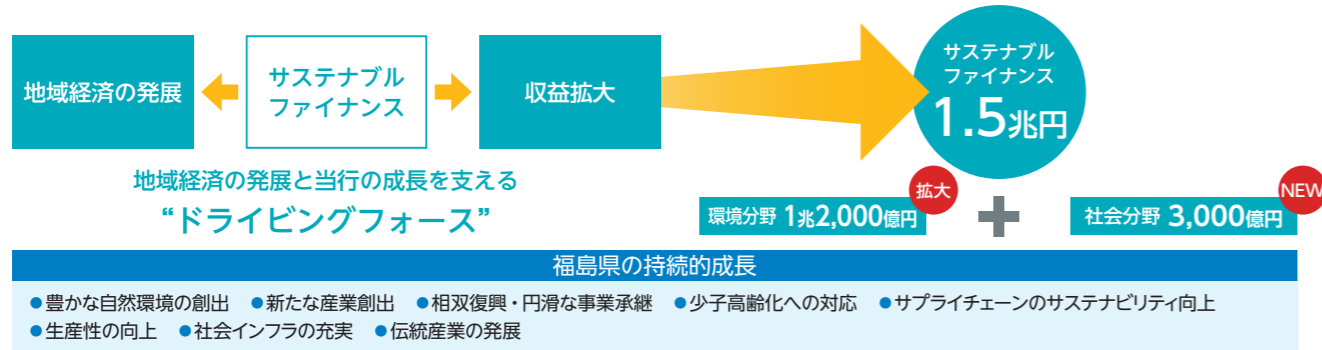 地域経済の発展
サステナブル
ファイナンス
収益拡大
サステナブル
ファイナンス
1.5兆円
地域経済の発展と当行の成長を支える
“ドライビングフォース”
拡大
環境分野 1兆2,000億円
NEW
社会分野 3,000億円
福島県の持続的成長
●豊かな自然環境の創出 ●新たな産業創出 ●相双復興・円滑な事業承継 ●少子高齢化への対応 ●サプライチェーンのサステナビリティ向上
●生産性の向上 ●社会インフラの充実 ●伝統産業の発展